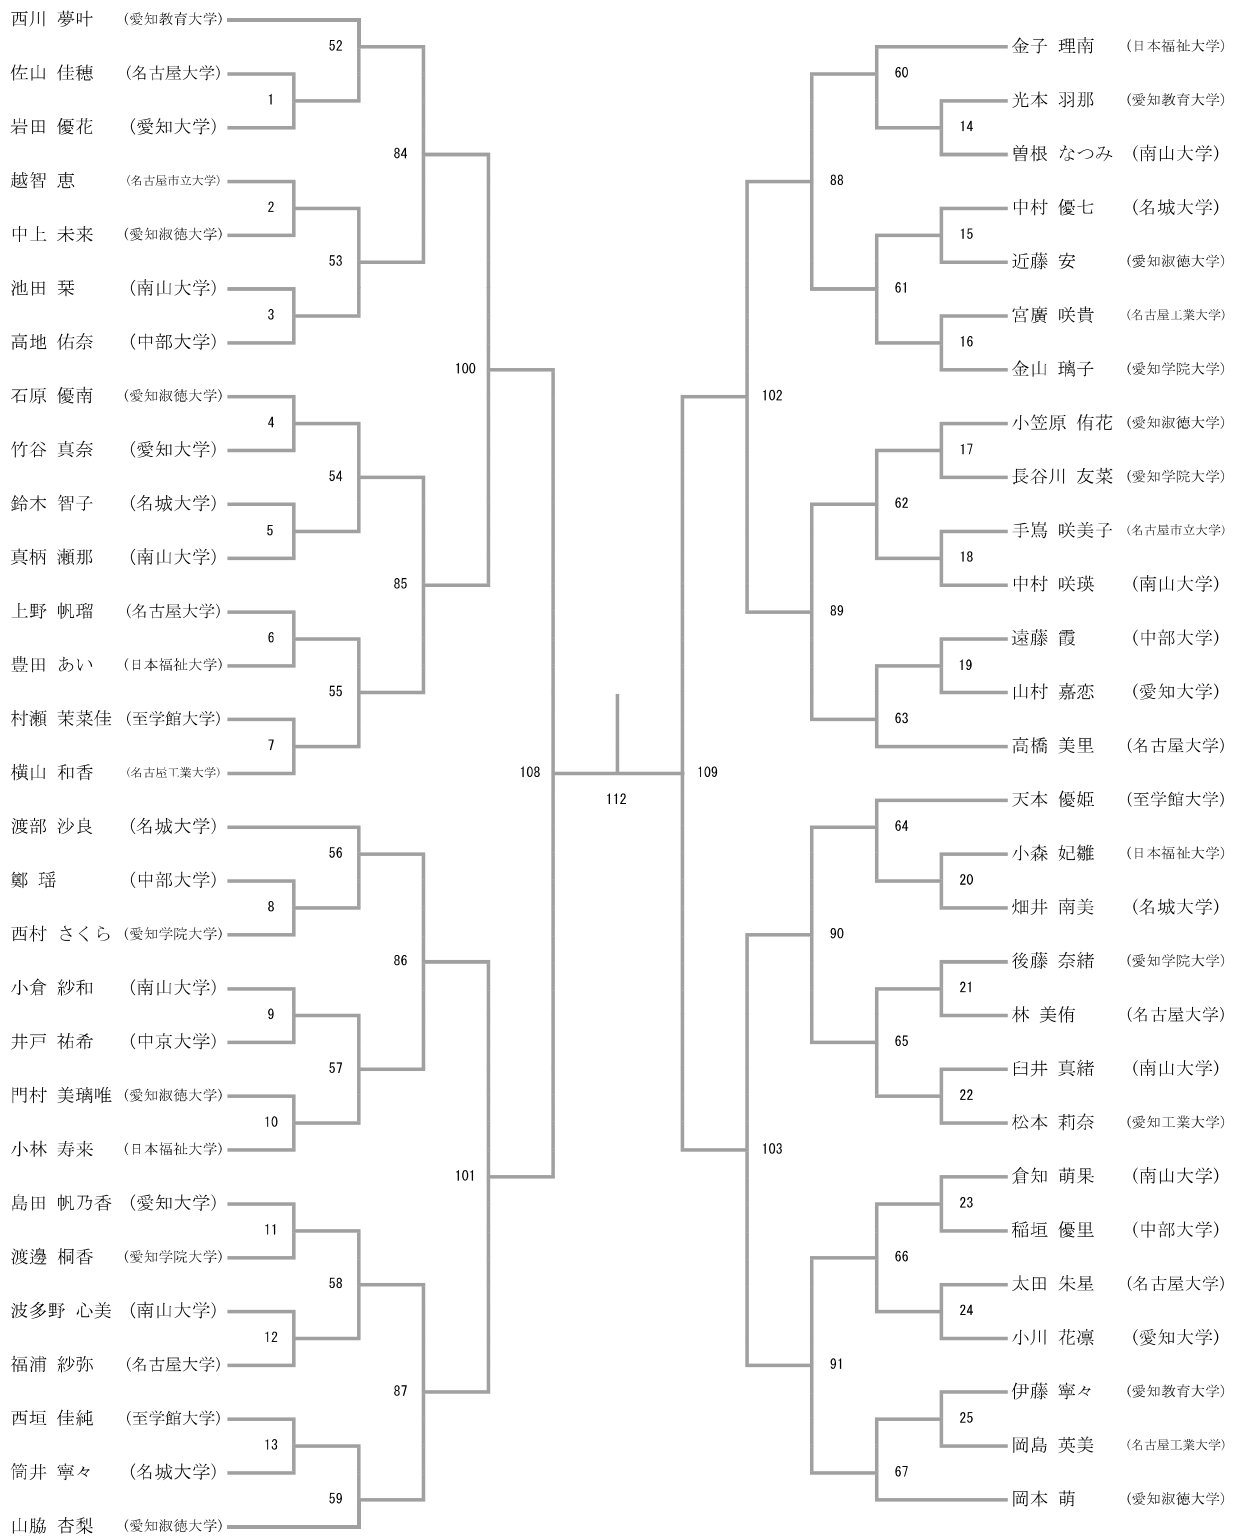 西川 夢叶 (愛知教育大学)
52
佐山 佳穂 (名古屋大学)
1
岩田 優花 (愛知大学)
84
越智 恵 (名古屋市立大学)
2
中上 未来 (愛知淑徳大学)
53
池田 栞 (南山大学)
3
高地 佑奈 (中部大学)
100
石原 優南 (愛知淑徳大学)
4
竹谷 真奈 (愛知大学)
54
鈴木 智子 (名城大学)
5
真柄 瀬那 (南山大学)
85
上野 帆瑠 (名古屋大学)
6
豊田 あい (日本福祉大学)
55
村瀬 茉菜佳 (至学館大学)
7
横山 和香 (名古屋工業大学)
108
渡部 沙良 (名城大学)
56
鄭 瑶 (中部大学)
8
西村 さくら (愛知学院大学)
86
小倉 紗和 (南山大学)
9
井戸 祐希 (中京大学)
57
門村 美璃唯 (愛知淑徳大学)
10
小林 寿来 (日本福祉大学)
101
島田 帆乃香 (愛知大学)
11
渡邊 桐香 (愛知学院大学)
58
波多野 心美 (南山大学)
12
福浦 紗弥 (名古屋大学)
87
西垣 佳純 (至学館大学)
13
筒井 寧々 (名城大学)
59
山脇 杏梨 (愛知淑徳大学)
112
金子 理南 (日本福祉大学)
60
光本 羽那 (愛知教育大学)
14
曽根 なつみ (南山大学)
88
中村 優七 (名城大学)
15
近藤 安 (愛知淑徳大学)
61
宮廣 咲貴 (名古屋工業大学)
16
金山 璃子 (愛知学院大学)
102
小笠原 侑花 (愛知淑徳大学)
17
長谷川 友菜 (愛知学院大学)
62
手嶌 咲美子 (名古屋市立大学)
18
中村 咲瑛 (南山大学)
89
遠藤 霞 (中部大学)
19
山村 嘉恋 (愛知大学)
63
高橋 美里 (名古屋大学)
109
天本 優姫 (至学館大学)
64
小森 妃雛 (日本福祉大学)
20
畑井 南美 (名城大学)
90
後藤 奈緒 (愛知学院大学)
21
林 美侑 (名古屋大学)
65
臼井 真緒 (南山大学)
22
松本 莉奈 (愛知工業大学)
103
倉知 萌果 (南山大学)
23
稲垣 優里 (中部大学)
66
太田 朱星 (名古屋大学)
24
小川 花凛 (愛知大学)
91
伊藤 寧々 (愛知教育大学)
25
岡島 英美 (名古屋工業大学)
67
岡本 萌 (愛知淑徳大学)